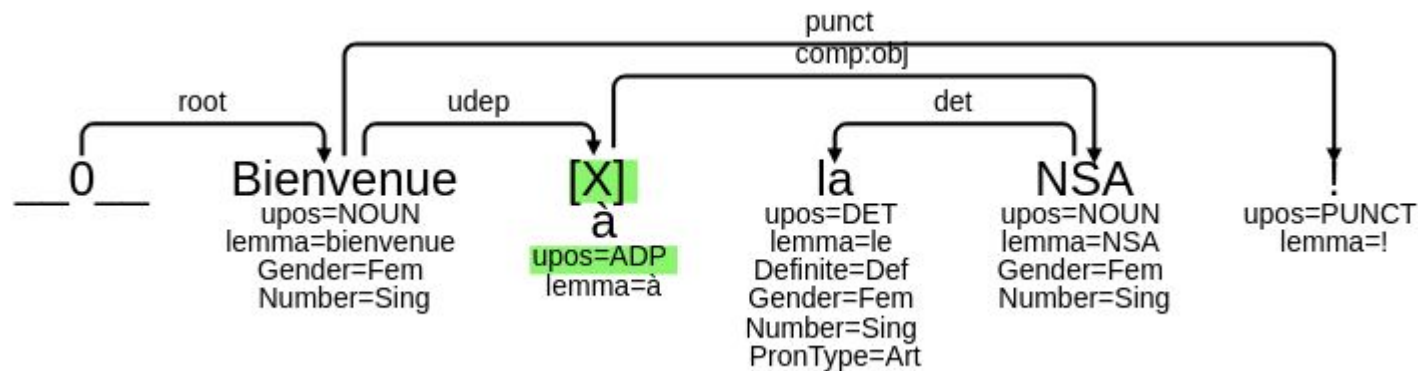 punct
comp:obj
root udep det
__0__ Bienvenue [X] la NSA !
à
upos=NOUN upos=ADP upos=DET upos=NOUN upos=PUNCT
lemma=bienvenue lemma=à lemma=le lemma=NSA lemma=!
Gender=Fem Definite=Def Gender=Fem
Number=Sing Gender=Fem Number=Sing
Number=Sing
PronType=Art